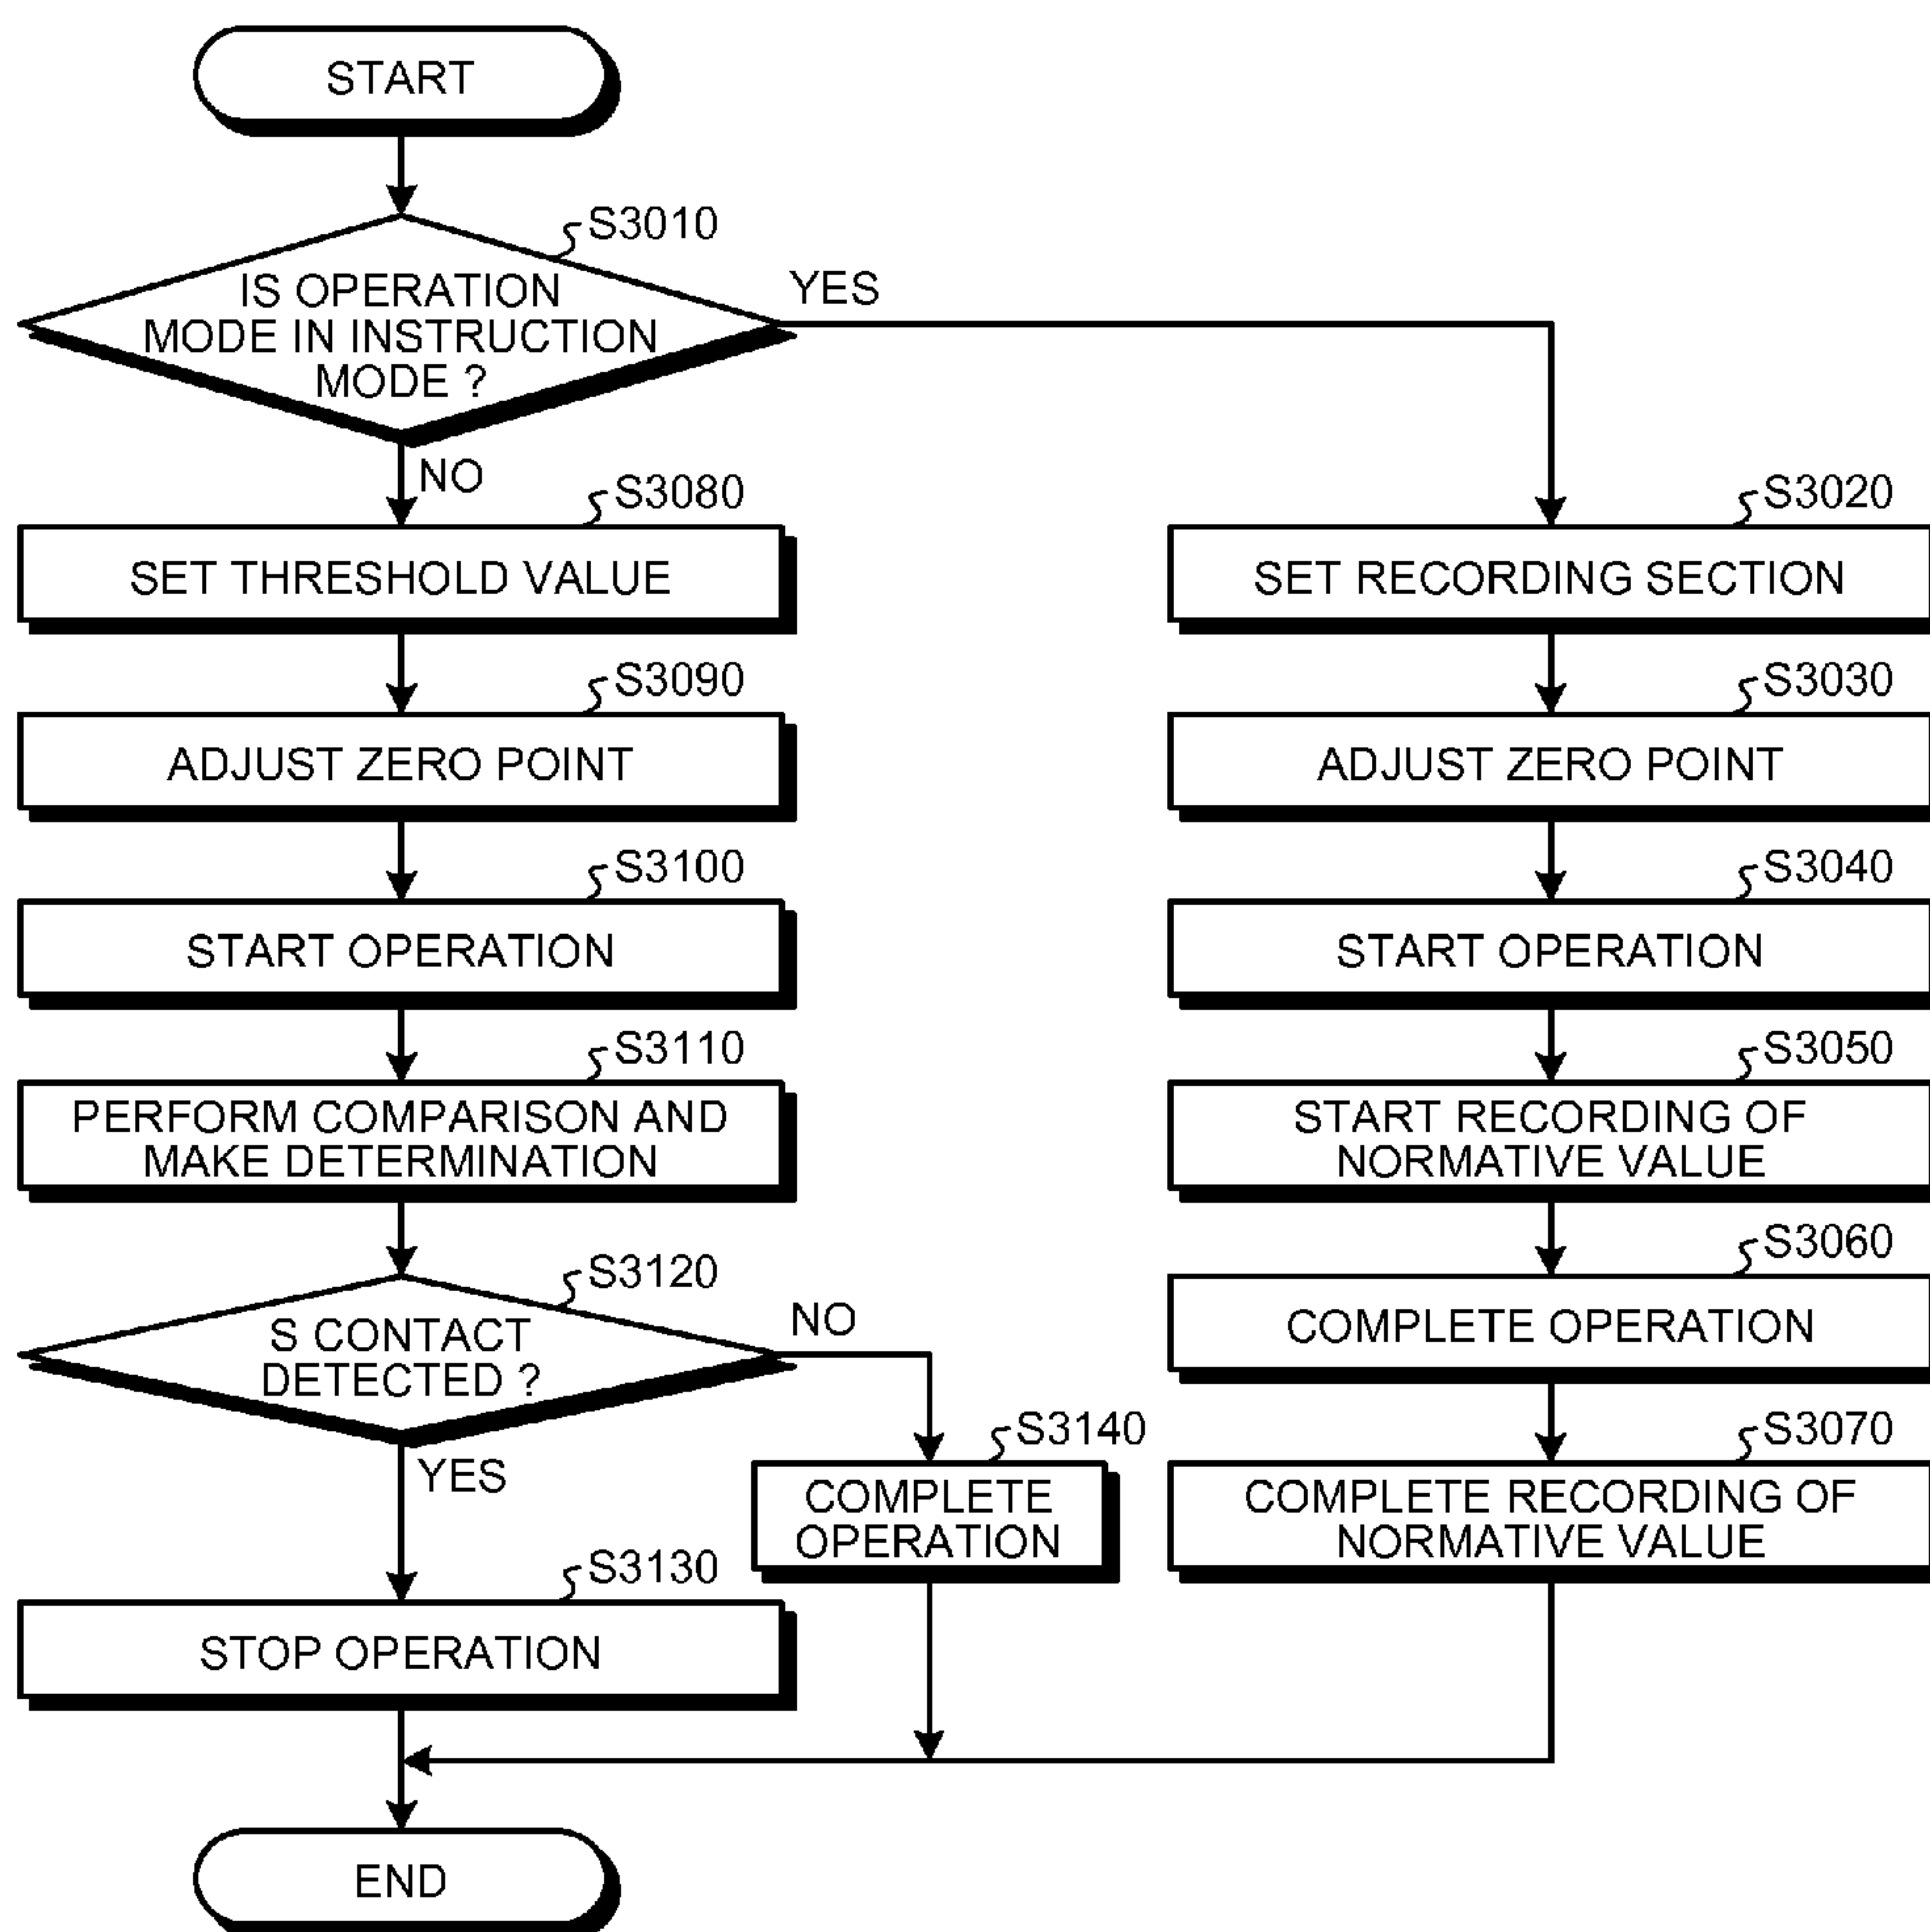 START
S3010
IS OPERATION
MODE IN INSTRUCTION
MODE ?
YES
NO
S3080
SET THRESHOLD VALUE
S3090
ADJUST ZERO POINT
S3100
START OPERATION
S3110
PERFORM COMPARISON AND
MAKE DETERMINATION
S3120
S CONTACT
DETECTED ?
NO
YES
S3130
STOP OPERATION
S3140
COMPLETE
OPERATION
S3020
SET RECORDING SECTION
S3030
ADJUST ZERO POINT
S3040
START OPERATION
S3050
START RECORDING OF
NORMATIVE VALUE
S3060
COMPLETE OPERATION
S3070
COMPLETE RECORDING OF
NORMATIVE VALUE
END